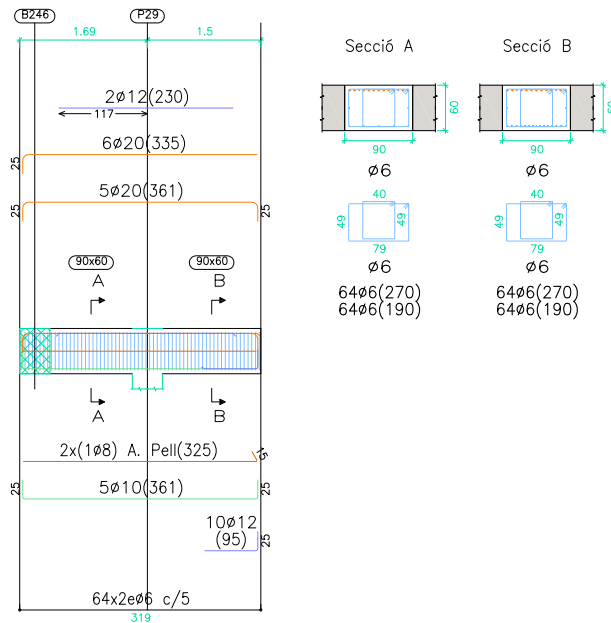 B246
P29
1.69
1.5
2ø12(230)
117
6ø20(335)
25
5ø20(361)
25
25
90x60
90x60
A
B
A
B
2x(1ø8) A. Pell(325)
15
5ø10(361)
25
25
10ø12
(95)
25
64x2eø6 c/5
319
Secció A
60
90
ø6
40
49
49
79
ø6
64ø6(270)
64ø6(190)
Secció B
60
90
ø6
40
49
49
79
ø6
64ø6(270)
64ø6(190)